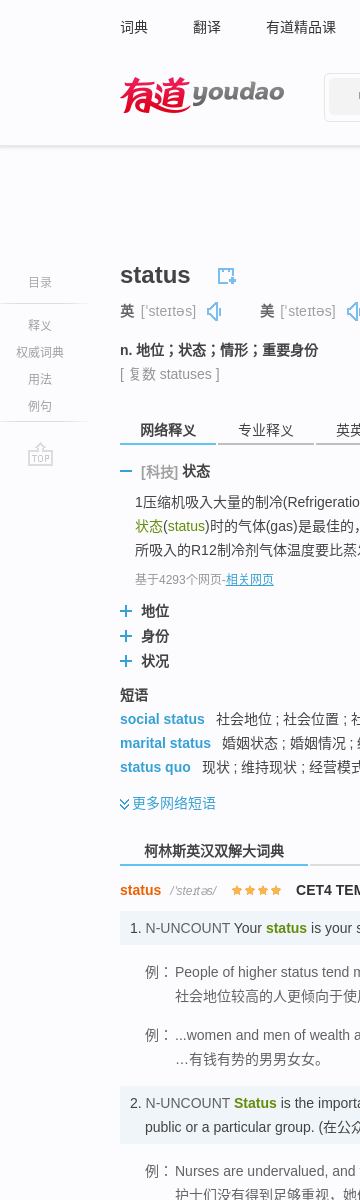 词典 翻译 有道精品课
有道 youdao
目录
释义
权威词典
用法
例句
TOP
status
英 [ˈsteɪtəs] 美 [ˈsteɪtəs]
n. 地位；状态；情形；重要身份
[ 复数 statuses ]
网络释义 专业释义 英英
[科技] 状态
1压缩机吸入大量的制冷(Refrigeratio
状态(status)时的气体(gas)是最佳的,
所吸入的R12制冷剂气体温度要比蒸
基于4293个网页-相关网页
地位
身份
状况
短语
social status 社会地位 ; 社会位置 ; 社
marital status 婚姻状态 ; 婚姻情况 ;
status quo 现状 ; 维持现状 ; 经营模式
更多网络短语
柯林斯英汉双解大词典
status /ˈsteɪtəs/ CET4 TEM
1. N-UNCOUNT Your status is your s
例： People of higher status tend m
社会地位较高的人更倾向于使
例： ...women and men of wealth a
…有钱有势的男男女女。
2. N-UNCOUNT Status is the importa
public or a particular group. (在公众
例： Nurses are undervalued, and
护士们没有得到足够重视，她